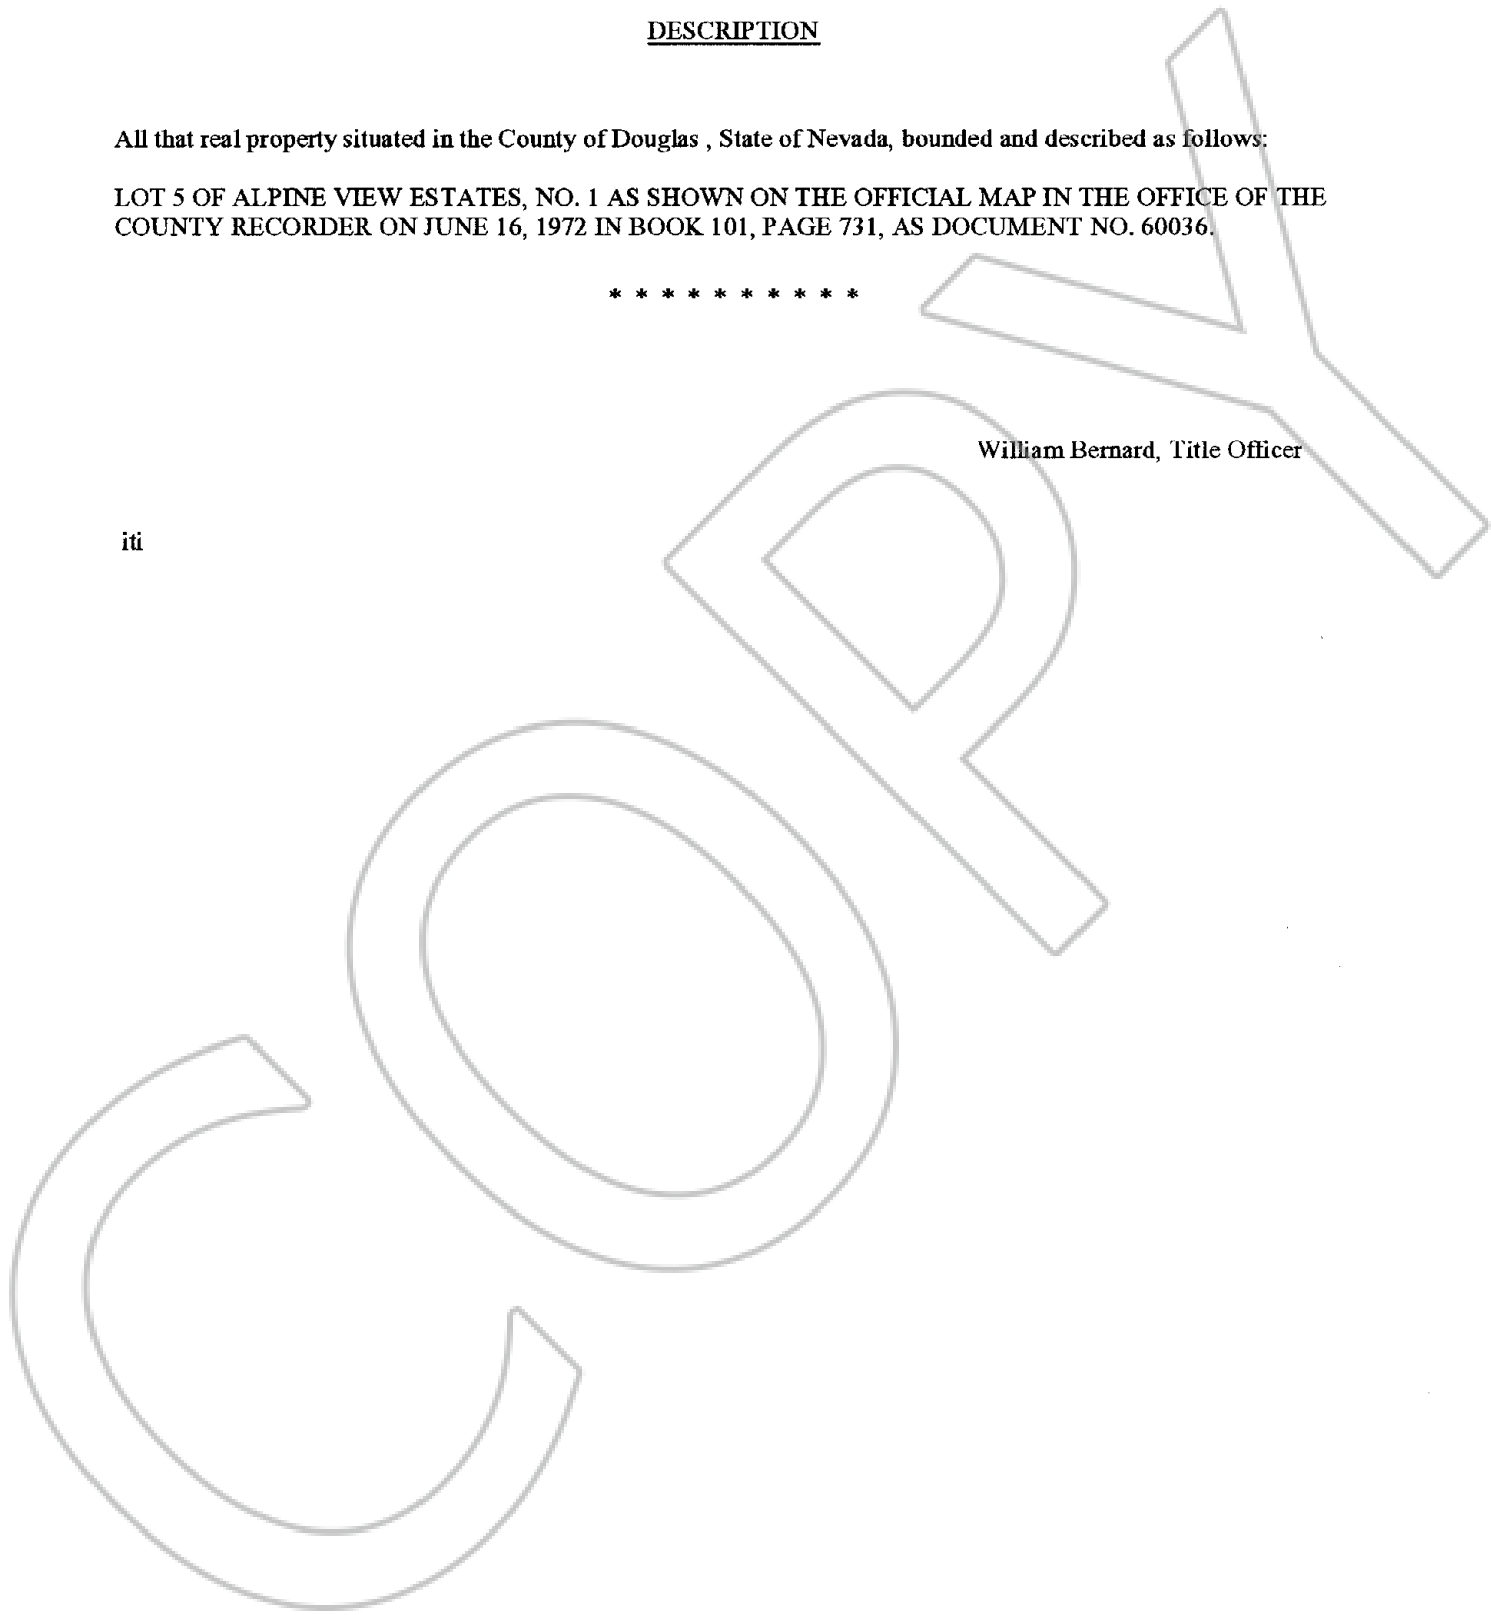 DESCRIPTION
All that real property situated in the County of Douglas , State of Nevada, bounded and described as follows:
LOT 5 OF ALPINE VIEW ESTATES, NO. 1 AS SHOWN ON THE OFFICIAL MAP IN THE OFFICE OF THE
COUNTY RECORDER ON JUNE 16, 1972 IN BOOK 101, PAGE 731, AS DOCUMENT NO. 60036.
* * * * * * * * * *
William Bernard, Title Officer
iti
COPY